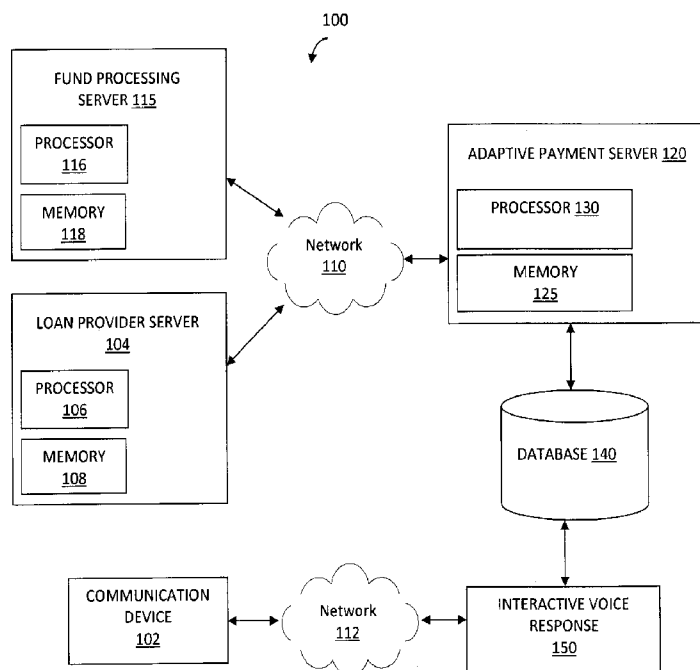 100
FUND PROCESSING
SERVER 115
PROCESSOR
116
MEMORY
118
ADAPTIVE PAYMENT SERVER 120
PROCESSOR 130
MEMORY
125
Network
110
LOAN PROVIDER SERVER
104
PROCESSOR
106
MEMORY
108
DATABASE 140
COMMUNICATION
DEVICE
102
Network
112
INTERACTIVE VOICE
RESPONSE
150